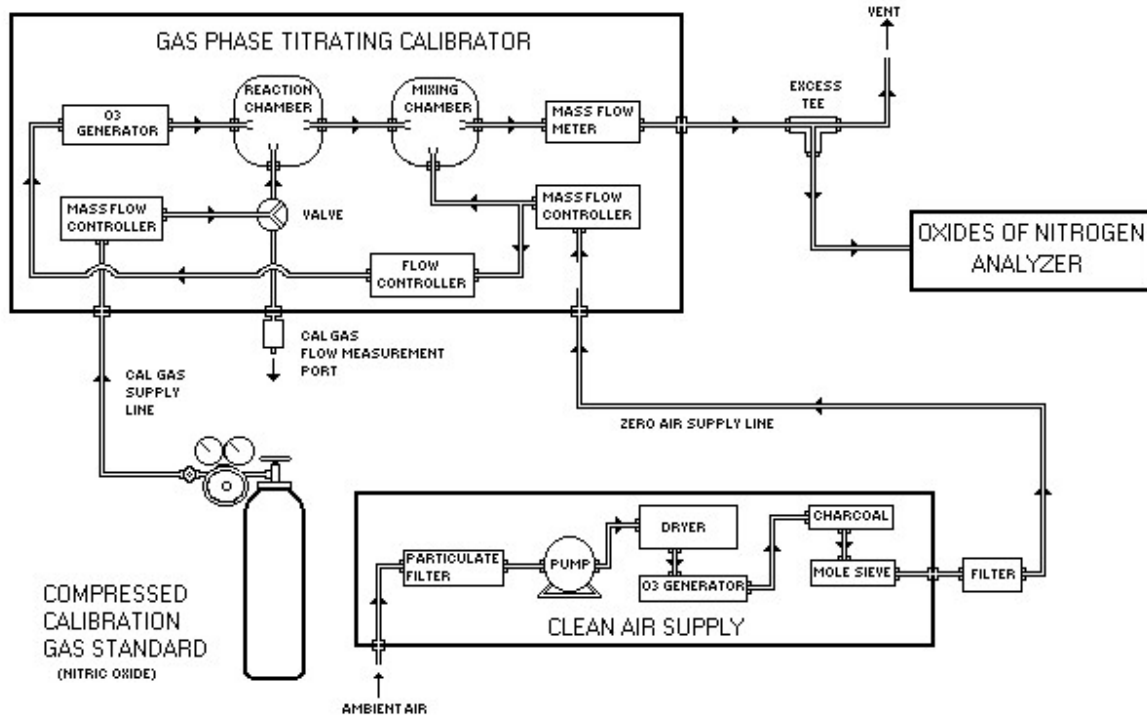 VENT
GAS PHASE TITRATING CALIBRATOR
EXCESS
TEE
O3
GENERATOR
REACTION
CHAMBER
MIXING
CHAMBER
MASS FLOW
METER
MASS FLOW
CONTROLLER
VALVE
MASS FLOW
CONTROLLER
FLOW
CONTROLLER
OXIDES OF NITROGEN
ANALYZER
CAL GAS
SUPPLY
LINE
CAL GAS
FLOW MEASUREMENT
PORT
ZERO AIR SUPPLY LINE
COMPRESSED
CALIBRATION
GAS STANDARD
(NITRIC OXIDE)
PARTICULATE
FILTER
PUMP
DRYER
O3 GENERATOR
CHARCOAL
MOLE SIEVE
FILTER
CLEAN AIR SUPPLY
AMBIENT AIR